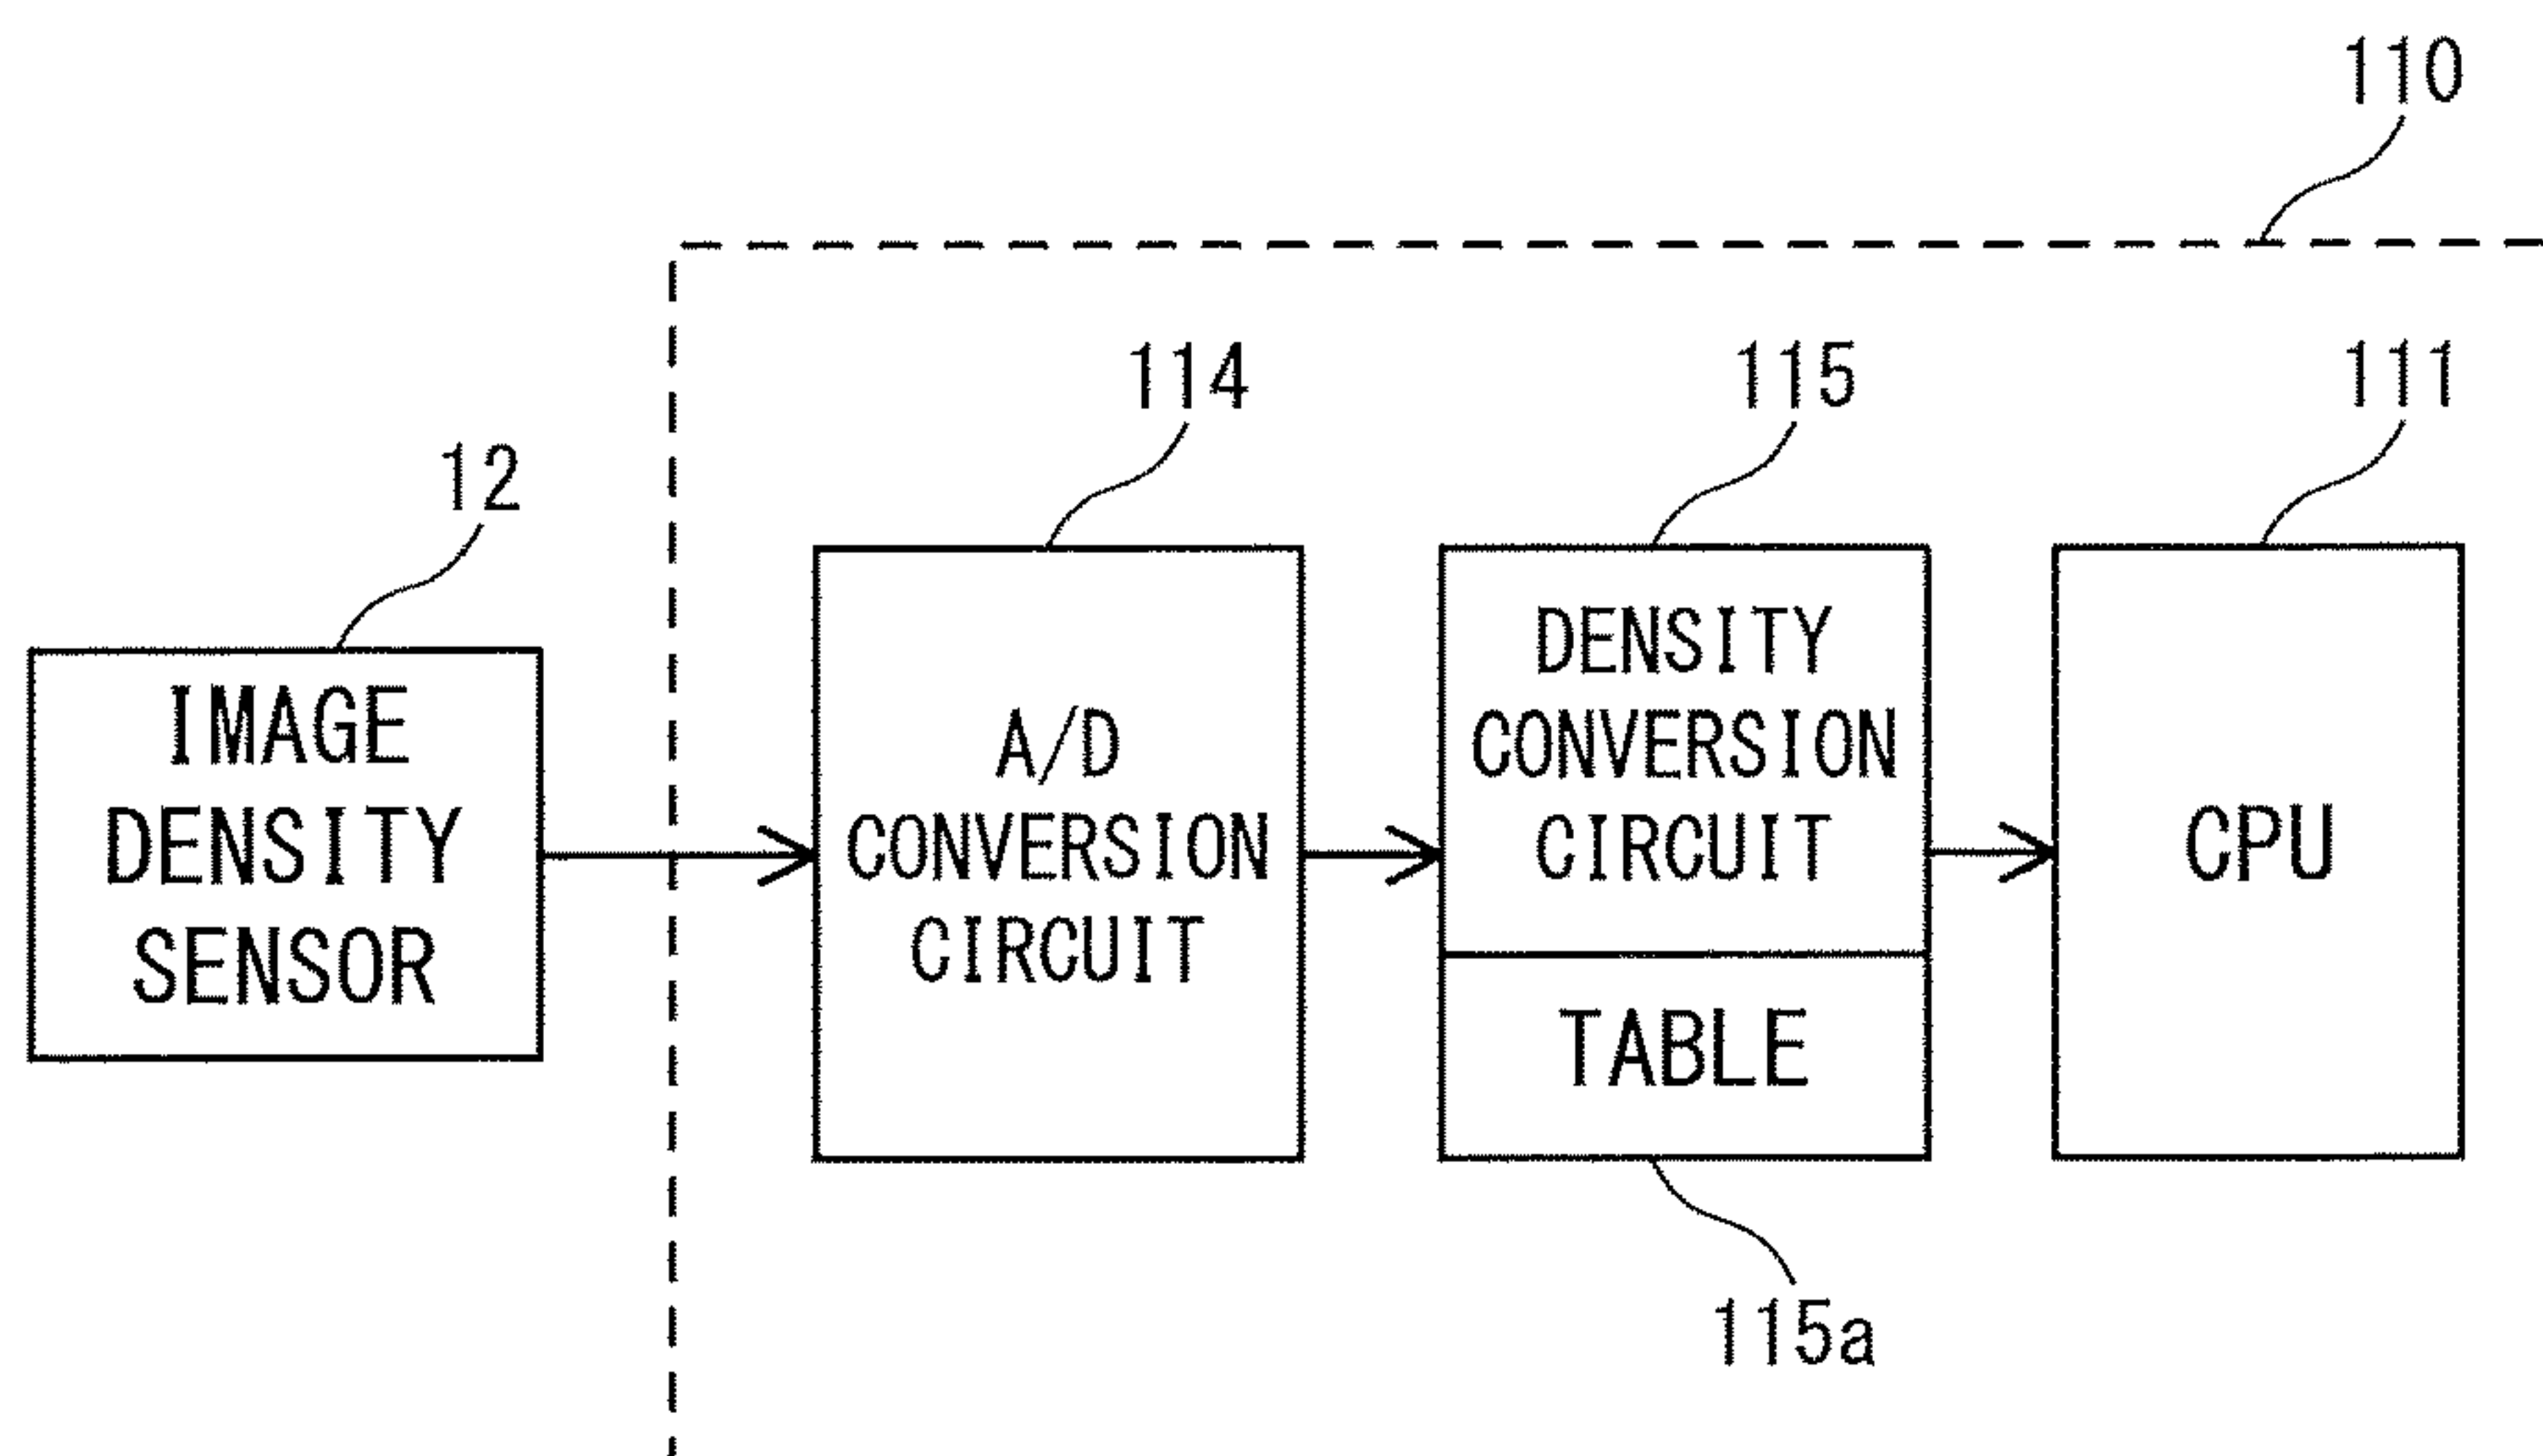 110
114
115
111
12
IMAGE
DENSITY
SENSOR
A/D
CONVERSION
CIRCUIT
DENSITY
CONVERSION
CIRCUIT
TABLE
CPU
115a